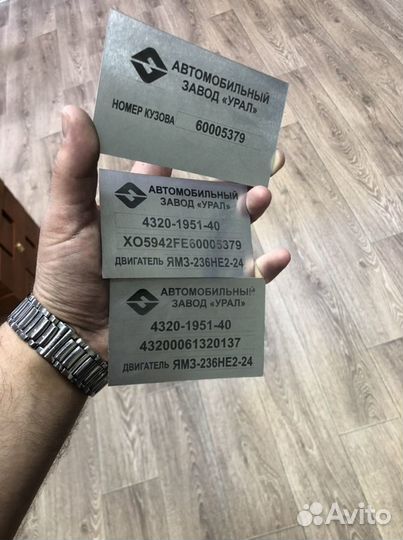 АВТОМОБИЛЬНЫЙ
ЗАВОД «УРАЛ»
НОМЕР КУЗОВА 60005379
АВТОМОБИЛЬНЫЙ
ЗАВОД «УРАЛ»
4320-1951-40
ХО5942FE60005379
ДВИГАТЕЛЬ ЯМЗ-236НЕ2-24
АВТОМОБИЛЬНЫЙ
ЗАВОД «УРАЛ»
4320-1951-40
43200061320137
ДВИГАТЕЛЬ ЯМЗ-236НЕ2-24
Avito